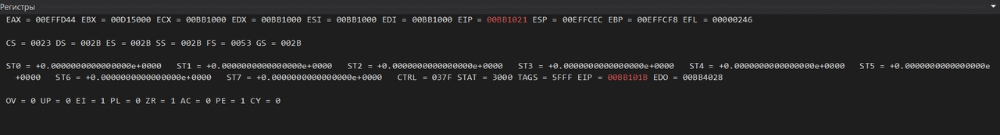 Регистры
EAX = 00EFFD44 EBX = 00D15000 ECX = 00BB1000 EDX = 00BB1000 ESI = 00BB1000 EDI = 00BB1000 EIP = 00BB1021 ESP = 00EFFCEC EBP = 00EFFCF8 EFL = 00000246
CS = 0023 DS = 002B ES = 002B SS = 002B FS = 0053 GS = 002B
ST0 = +0.0000000000000000e+0000 ST1 = +0.0000000000000000e+0000 ST2 = +0.0000000000000000e+0000 ST3 = +0.0000000000000000e+0000 ST4 = +0.0000000000000000e+0000 ST5 = +0.0000000000000000e
+0000 ST6 = +0.0000000000000000e+0000 ST7 = +0.0000000000000000e+0000 CTRL = 037F STAT = 3000 TAGS = 5FFF EIP = 00BB101B EDO = 00BB4028
OV = 0 UP = 0 EI = 1 PL = 0 ZR = 1 AC = 0 PE = 1 CY = 0